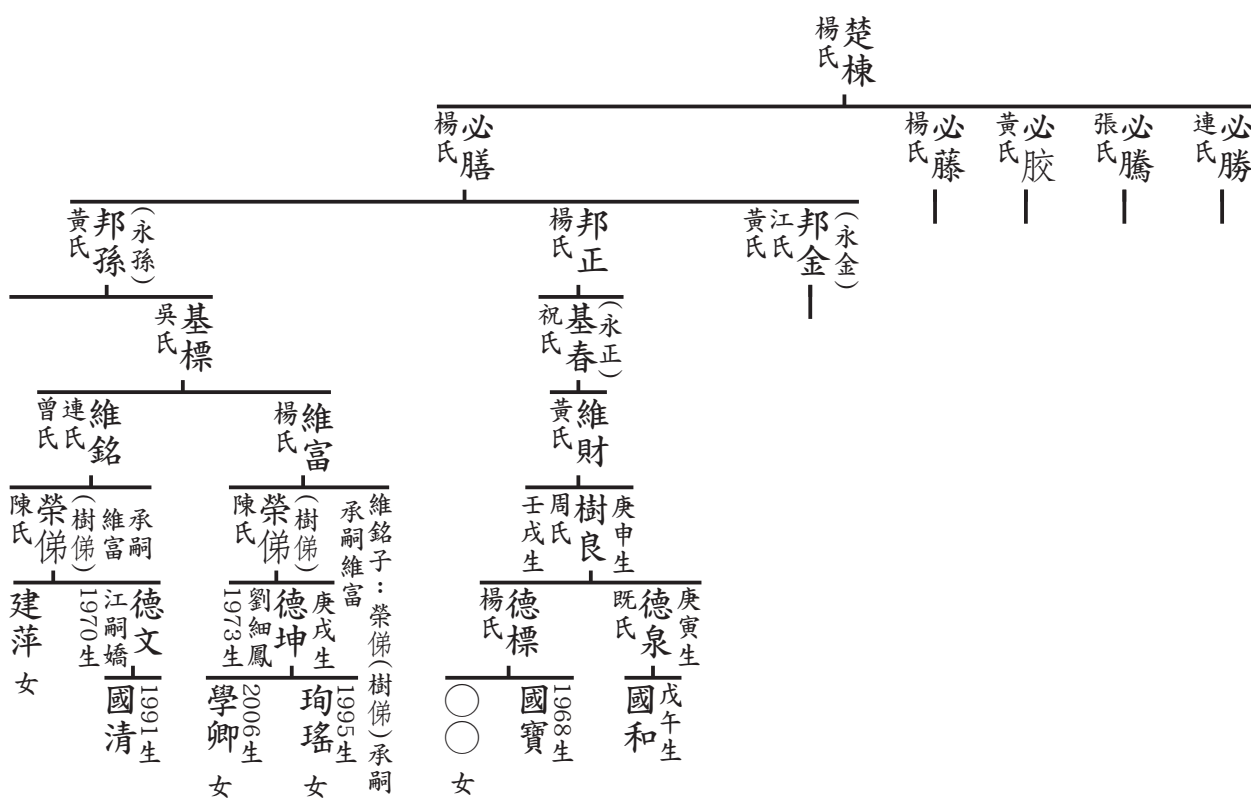 楚棟
楊氏
必勝
連氏
必騰
張氏
必胶
黃氏
必藤
楊氏
必膳
楊氏
(永金)
邦金
江氏
黃氏
邦正
楊氏
(永孫)
邦孫
黃氏
(永正)
基春
祝氏
基標
吳氏
維財
黃氏
維富
楊氏
維銘
連氏
曾氏
庚申生
樹良
周氏
壬戌生
維銘子：榮俤(樹俤)承嗣
承嗣維富
(樹俤)
榮俤
陳氏
承嗣
維富
(樹俤)
榮俤
陳氏
庚寅生
德泉
既氏
德標
楊氏
庚戌生
德坤
劉細鳳
1973生
德文
江嗣嬌
1970生
建萍 女
戊午生
國和
1968生
國寶
○○ 女
1995生
珣瑤 女
2006生
學卿 女
1991生
國清